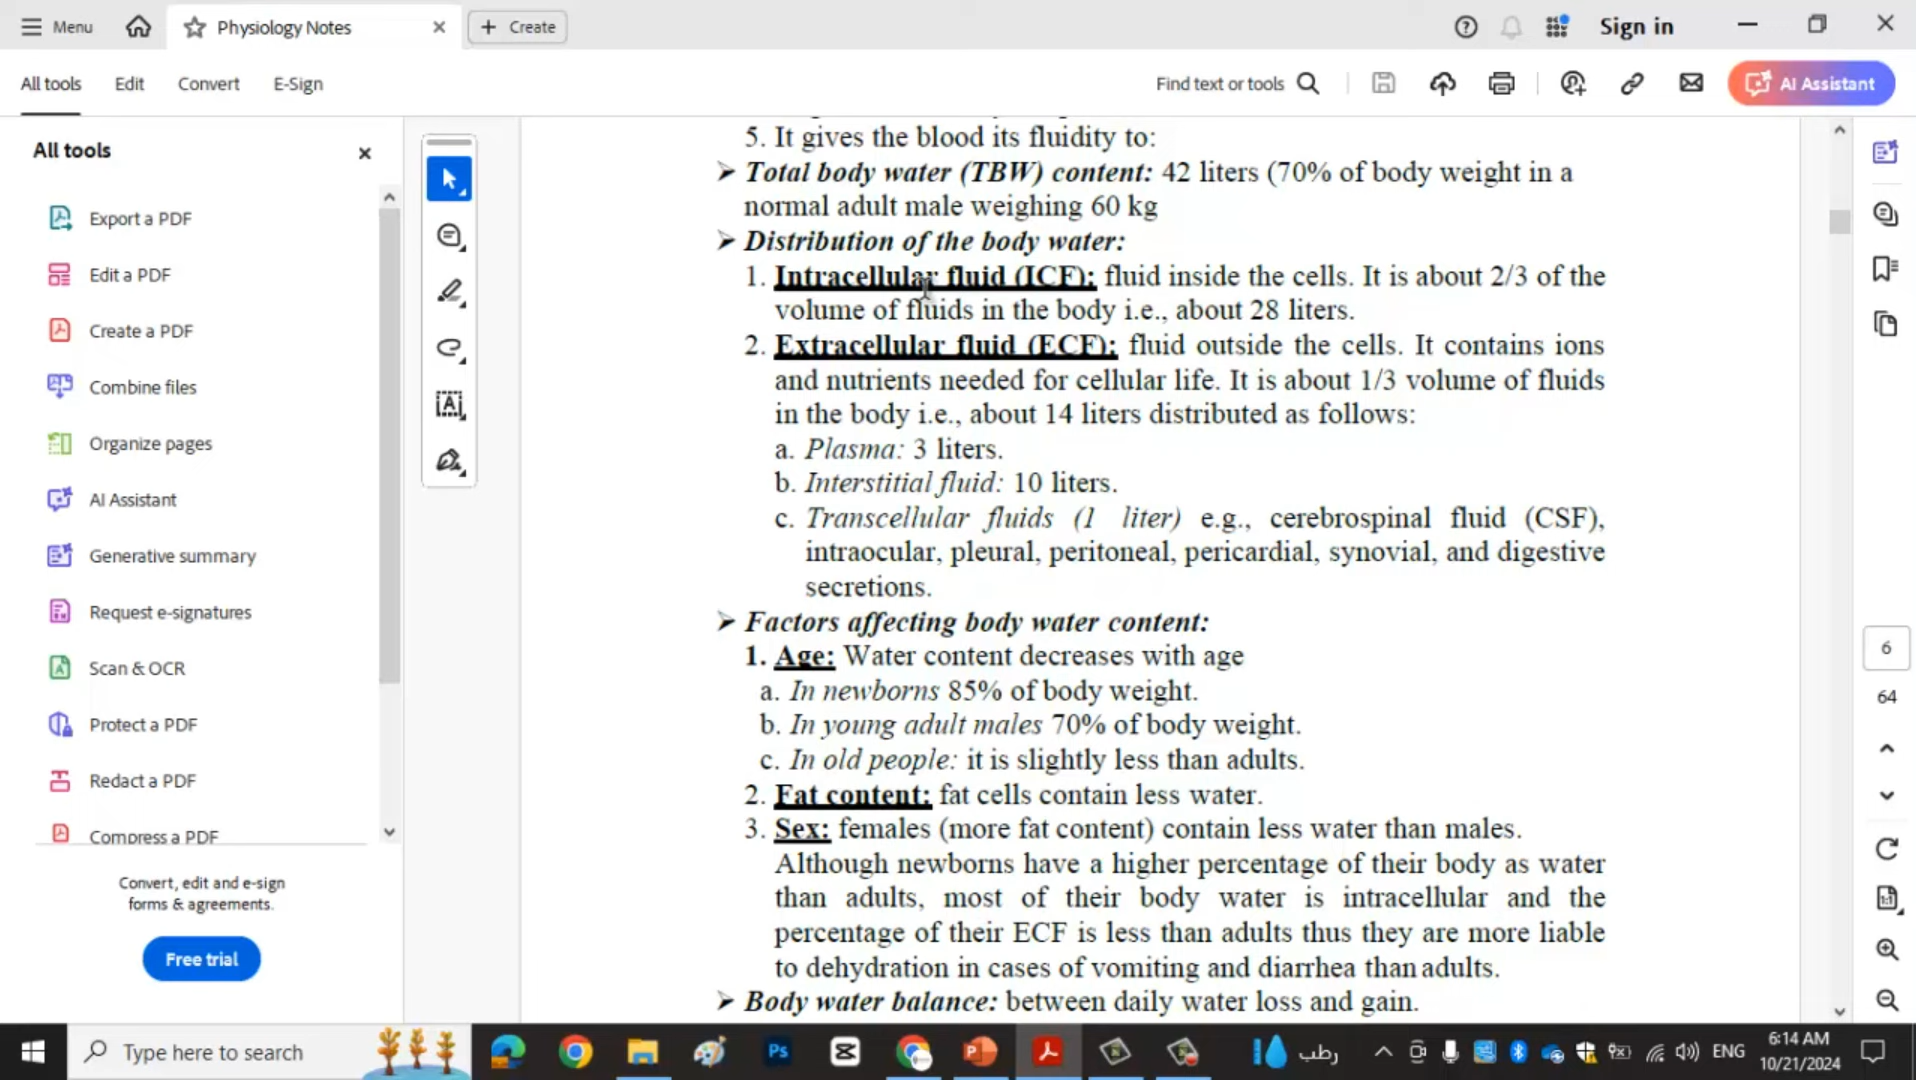 Menu
Physiology Notes
Create
Sign in
All tools
Edit
Convert
E-Sign
Find text or tools
AI Assistant
All tools
Export a PDF
Edit a PDF
Create a PDF
Combine files
Organize pages
AI Assistant
Generative summary
Request e-signatures
Scan & OCR
Protect a PDF
Redact a PDF
Compress a PDF
Convert, edit and e-sign
forms & agreements.
Free trial
5. It gives the blood its fluidity to:
➢ Total body water (TBW) content: 42 liters (70% of body weight in a
normal adult male weighing 60 kg
➢ Distribution of the body water:
1. Intracellular fluid (ICF): fluid inside the cells. It is about 2/3 of the
volume of fluids in the body i.e., about 28 liters.
2. Extracellular fluid (ECF): fluid outside the cells. It contains ions
and nutrients needed for cellular life. It is about 1/3 volume of fluids
in the body i.e., about 14 liters distributed as follows:
a. Plasma: 3 liters.
b. Interstitial fluid: 10 liters.
c. Transcellular fluids (1 liter) e.g., cerebrospinal fluid (CSF),
intraocular, pleural, peritoneal, pericardial, synovial, and digestive
secretions.
➢ Factors affecting body water content:
1. Age: Water content decreases with age
a. In newborns 85% of body weight.
b. In young adult males 70% of body weight.
c. In old people: it is slightly less than adults.
2. Fat content: fat cells contain less water.
3. Sex: females (more fat content) contain less water than males.
Although newborns have a higher percentage of their body as water
than adults, most of their body water is intracellular and the
percentage of their ECF is less than adults thus they are more liable
to dehydration in cases of vomiting and diarrhea than adults.
➢ Body water balance: between daily water loss and gain.
6
64
Type here to search
Ps
رطب
ENG
6:14 AM
10/21/2024